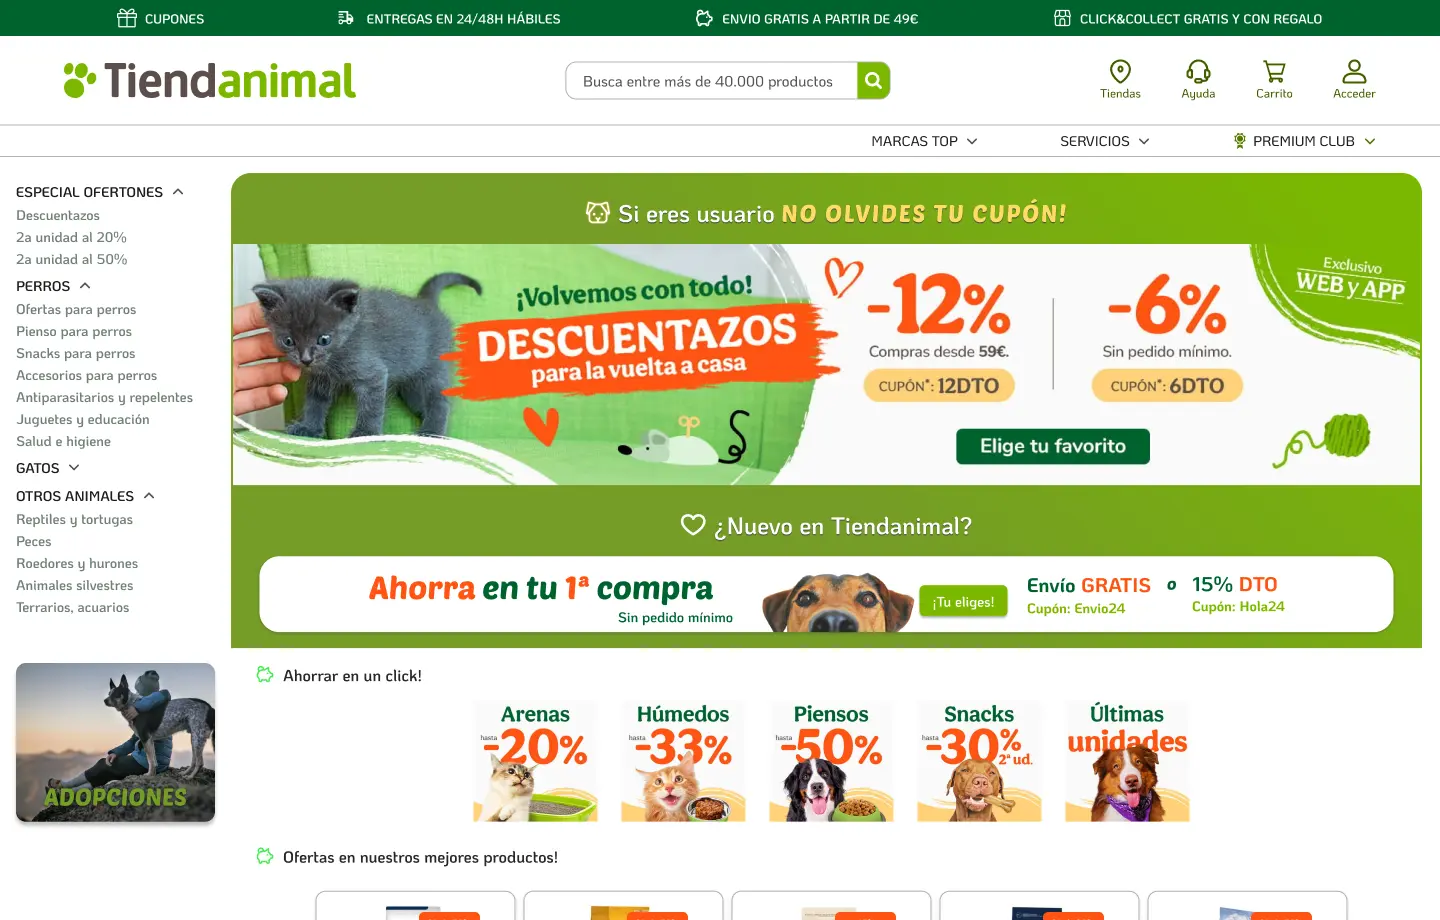 CUPONES
ENTREGAS EN 24/48H HÁBILES
ENVIO GRATIS A PARTIR DE 49€
CLICK&COLLECT GRATIS Y CON REGALO
Tiendanimal
Busca entre más de 40.000 productos
Tiendas
Ayuda
Carrito
Acceder
MARCAS TOP
SERVICIOS
PREMIUM CLUB
ESPECIAL OFERTONES
Descuentazos
2a unidad al 20%
2a unidad al 50%
PERROS
Ofertas para perros
Pienso para perros
Snacks para perros
Accesorios para perros
Antiparasitarios y repelentes
Juguetes y educación
Salud e higiene
GATOS
OTROS ANIMALES
Reptiles y tortugas
Peces
Roedores y hurones
Animales silvestres
Terrarios, acuarios
ADOPCIONES
Si eres usuario NO OLVIDES TU CUPÓN!
¡Volvemos con todo!
DESCUENTAZOS
para la vuelta a casa
-12%
Compras desde 59€.
CUPÓN*: 12DTO
-6%
Sin pedido mínimo.
CUPÓN*: 6DTO
Elige tu favorito
Exclusivo
WEB y APP
¿Nuevo en Tiendanimal?
Ahorra en tu 1ª compra
Sin pedido mínimo
¡Tu eliges!
Envío GRATIS
Cupón: Envio24
o
15% DTO
Cupón: Hola24
Ahorrar en un click!
Arenas
hasta
-20%
Húmedos
hasta
-33%
Piensos
hasta
-50%
Snacks
hasta
-30%
2ª ud.
Últimas
unidades
Ofertas en nuestros mejores productos!